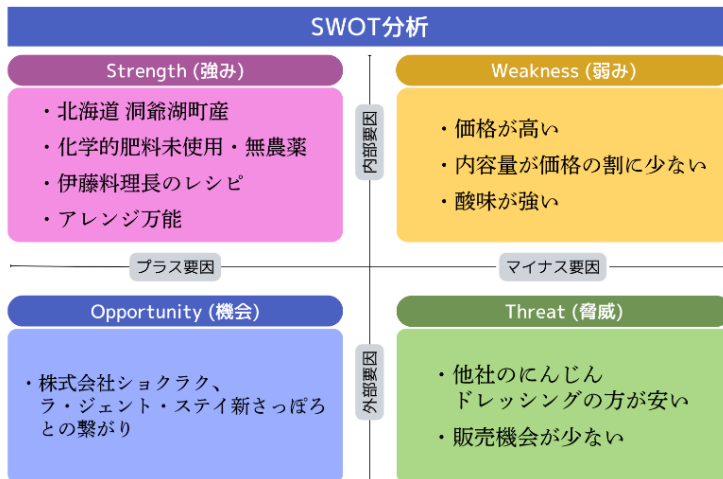 SWOT分析
Strength (強み)
・北海道 洞爺湖町産
・化学的肥料未使用・無農薬
・伊藤料理長のレシピ
・アレンジ万能
Weakness (弱み)
・価格が高い
・内容量が価格の割に少ない
・酸味が強い
内部要因
プラス要因
マイナス要因
外部要因
Opportunity (機会)
・株式会社ショクラク、
ラ・ジェント・ステイ新さっぽろ
との繋がり
Threat (脅威)
・他社のにんじん
ドレッシングの方が安い
・販売機会が少ない